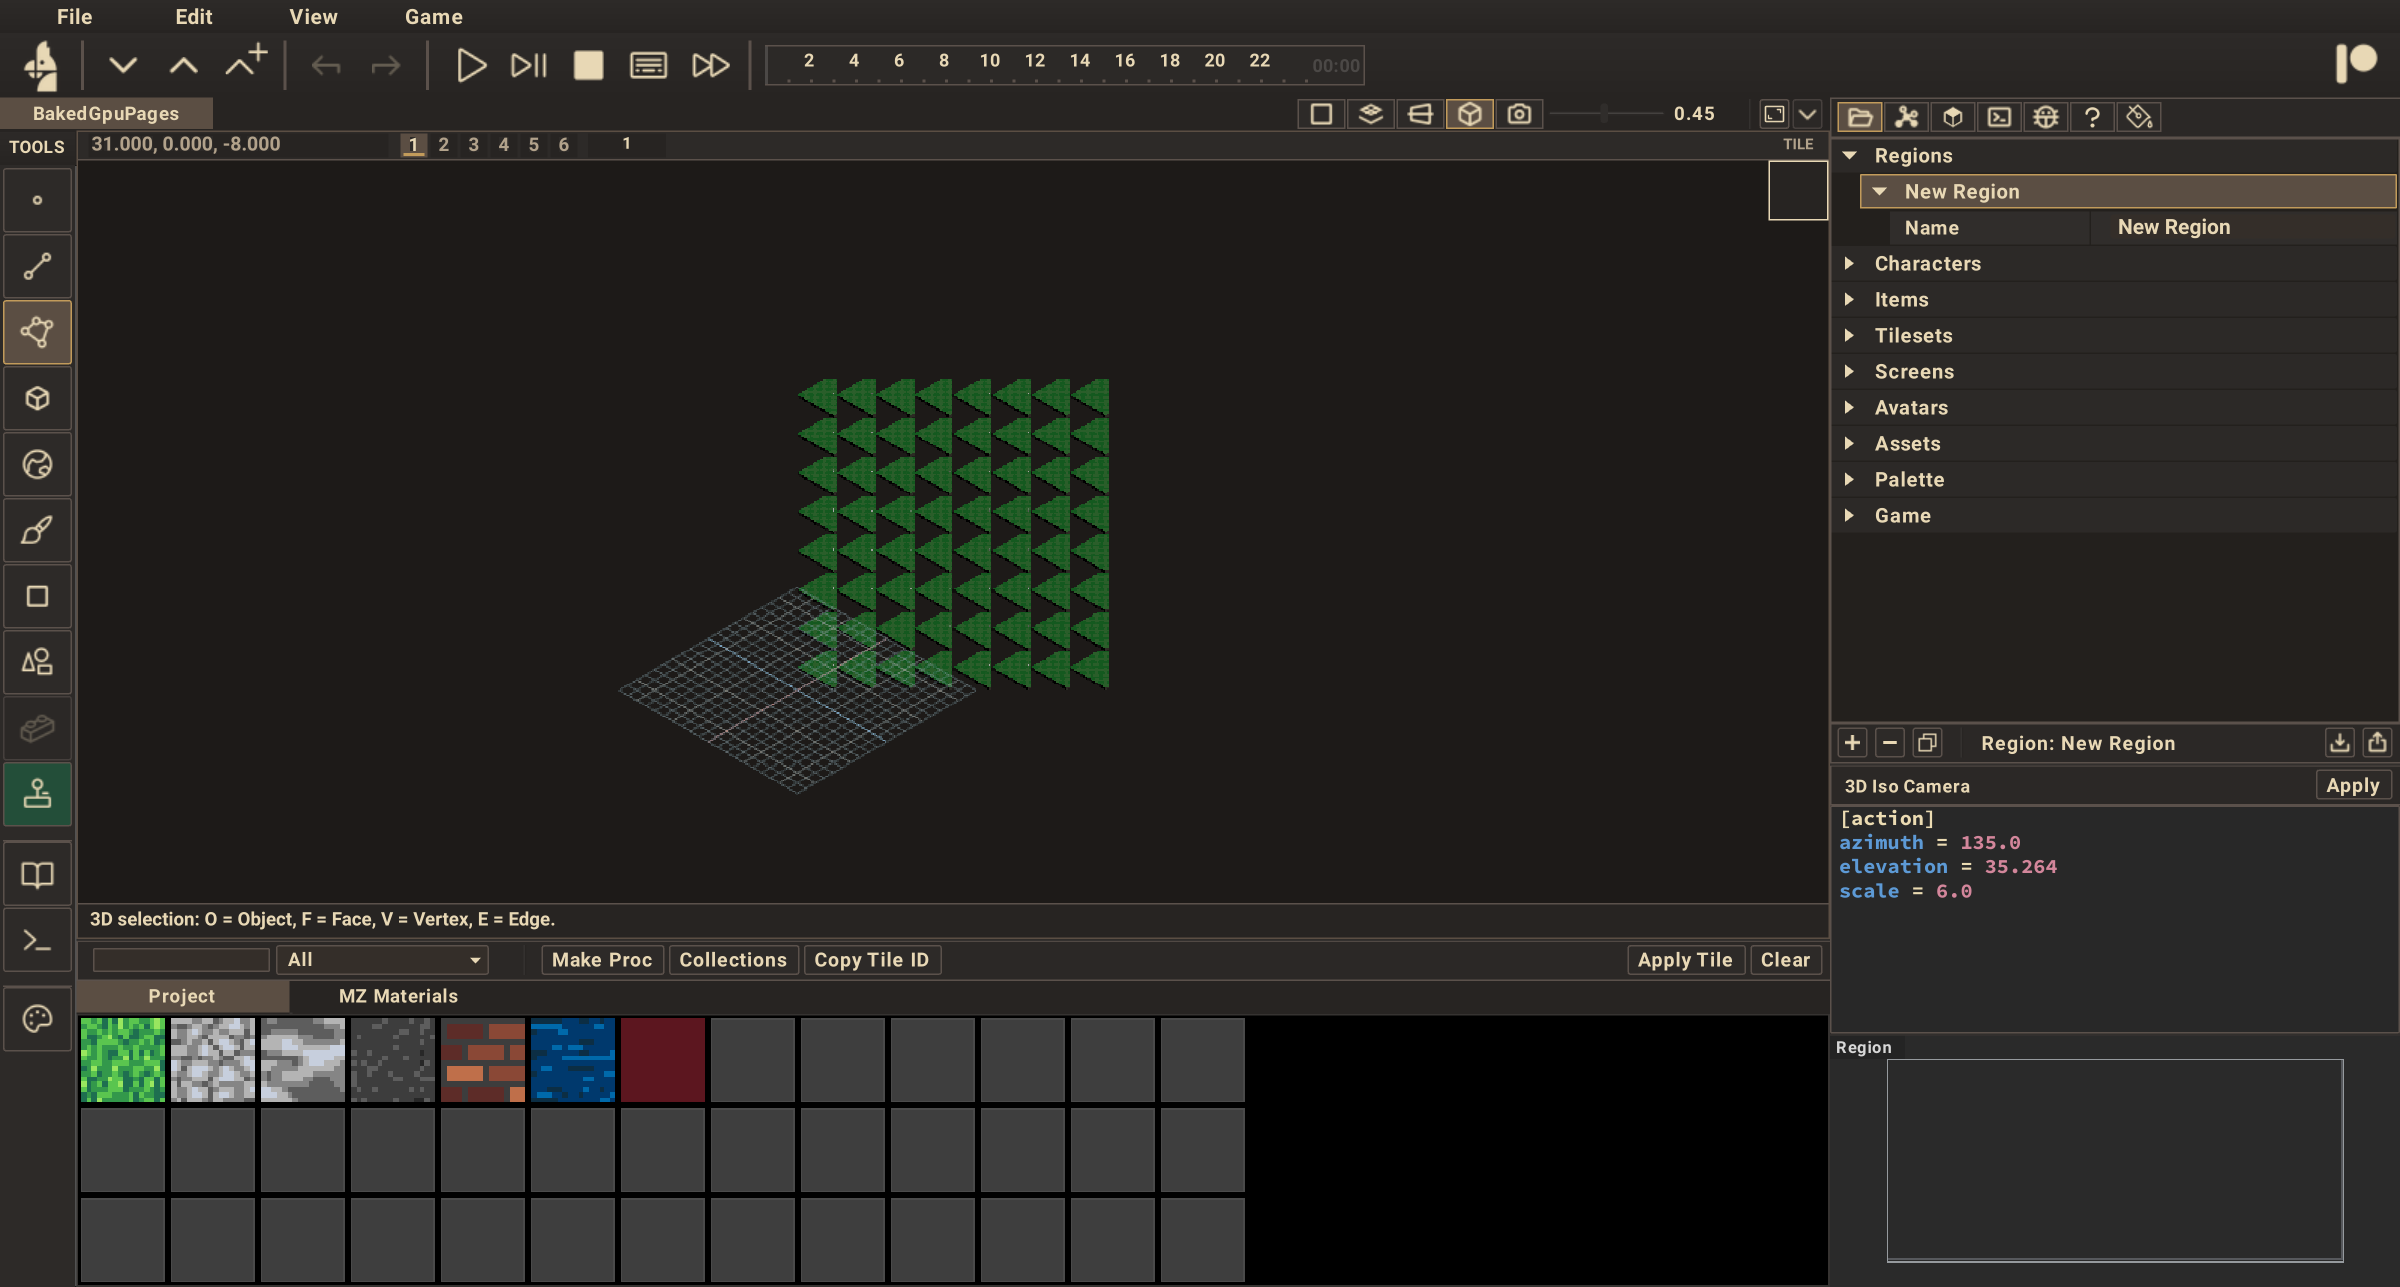 File Edit View Game
2 4 6 8 10 12 14 16 18 20 22 00:00
BakedGpuPages
0.45
TOOLS
31.000, 0.000, -8.000
1 2 3 4 5 6 1
TILE
Regions
New Region
Name New Region
Characters
Items
Tilesets
Screens
Avatars
Assets
Palette
Game
Region: New Region
3D Iso Camera Apply
[action]
azimuth = 135.0
elevation = 35.264
scale = 6.0
3D selection: O = Object, F = Face, V = Vertex, E = Edge.
All Make Proc Collections Copy Tile ID Apply Tile Clear
Project MZ Materials
Region